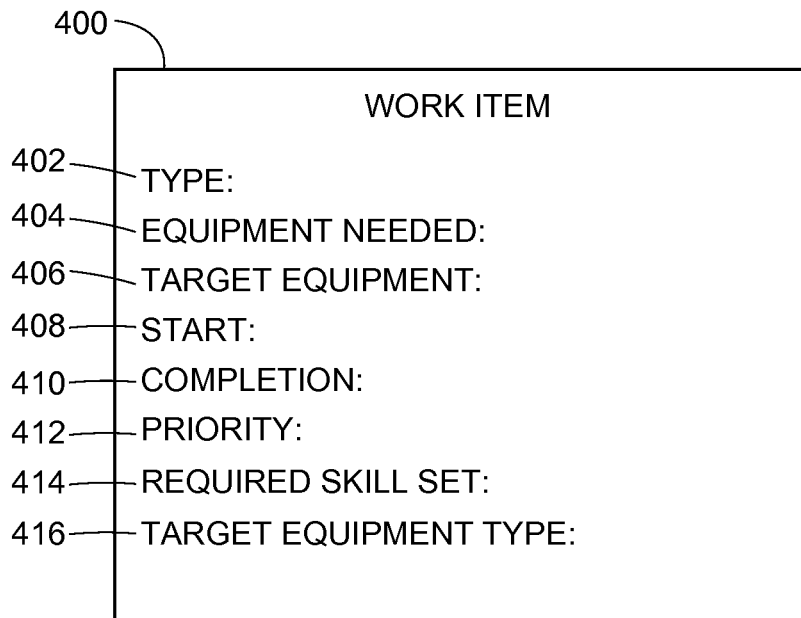 400
WORK ITEM
402 TYPE:
404 EQUIPMENT NEEDED:
406 TARGET EQUIPMENT:
408 START:
410 COMPLETION:
412 PRIORITY:
414 REQUIRED SKILL SET:
416 TARGET EQUIPMENT TYPE: